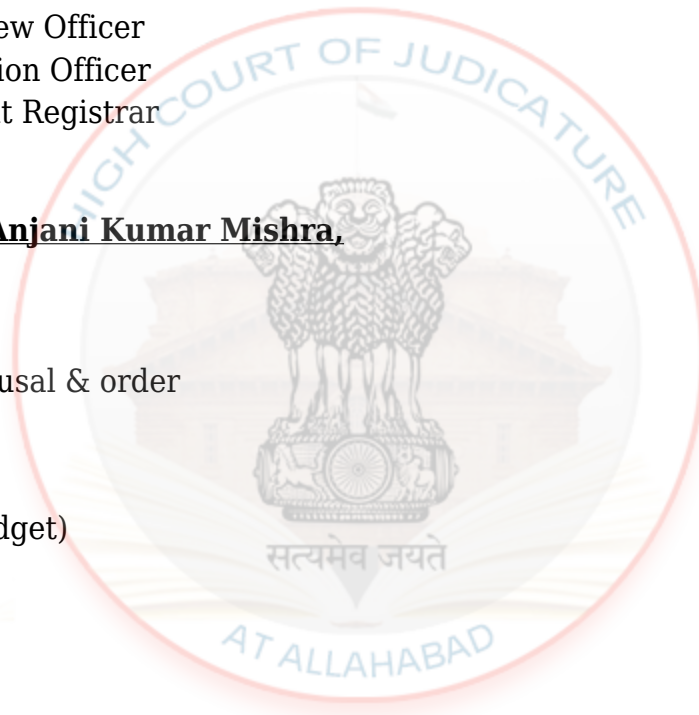 ew Officer
ion Officer
t Registrar
HIGH COURT OF JUDICATURE
Anjani Kumar Mishra,
usal & order
dget)
सत्यमेव जयते
AT ALLAHABAD